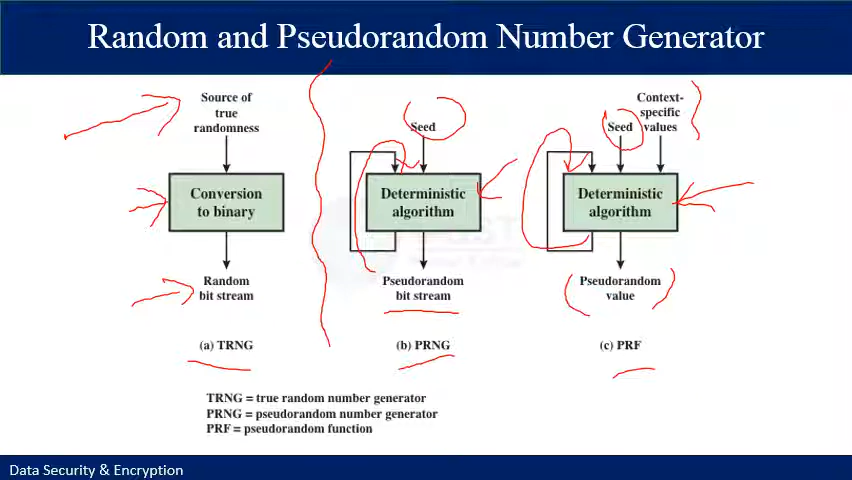 Random and Pseudorandom Number Generator
Source of
true
randomness
Conversion
to binary
Random
bit stream
(a) TRNG
Seed
Deterministic
algorithm
Pseudorandom
bit stream
(b) PRNG
Context-
specific
Seed values
Deterministic
algorithm
Pseudorandom
value
(c) PRF
TRNG = true random number generator
PRNG = pseudorandom number generator
PRF = pseudorandom function
Data Security & Encryption